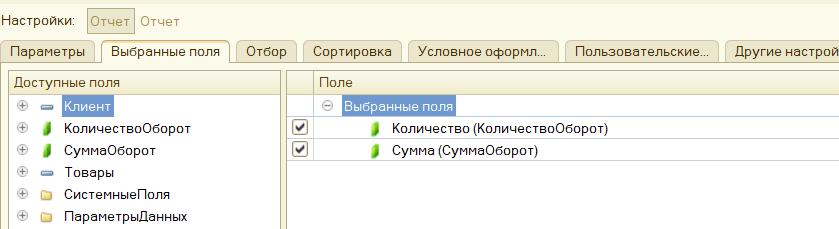 Настройки: Отчет Отчет
Параметры Выбранные поля Отбор Сортировка Условное оформл... Пользовательские... Другие настрой
Доступные поля Поле
Клиент Выбранные поля
КоличествоОборот Количество (КоличествоОборот)
СуммаОборот Сумма (СуммаОборот)
Товары
СистемныеПоля
ПараметрыДанных